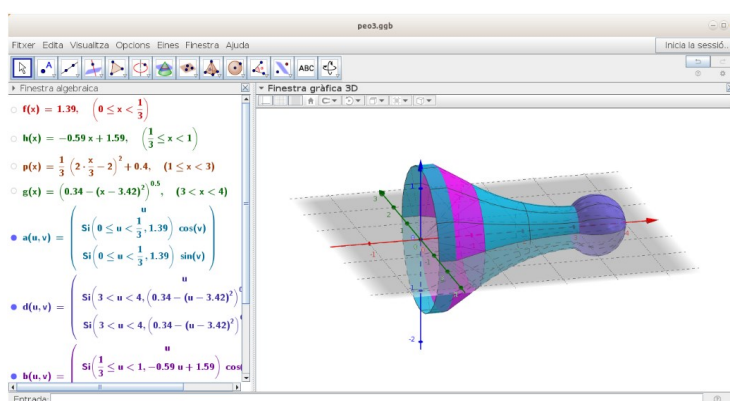 peo3.ggb
Fitxer Edita Visualitza Opcions Eines Finestra Ajuda
Inicia la sessió...
ABC
Finestra algebraica
Finestra gràfica 3D
f(x) = 1.39, (0 ≤ x < 1/3)
h(x) = −0.59 x + 1.59, (1/3 ≤ x < 1)
p(x) = 1/3 (2 · x/3 − 2)² + 0.4, (1 ≤ x < 3)
g(x) = (0.34 − (x − 3.42)²)^0.5, (3 < x < 4)
a(u, v) = ( u
Si(0 ≤ u < 1/3, 1.39) cos(v)
Si(0 ≤ u < 1/3, 1.39) sin(v) )
d(u, v) = ( u
Si(3 < u < 4, (0.34 − (u − 3.42)²)
Si(3 < u < 4, (0.34 − (u − 3.42)²)
b(u, v) = ( u
Si(1/3 ≤ u < 1, −0.59 u + 1.59) cos
Entrada:
3
2
1
-1
1
-2